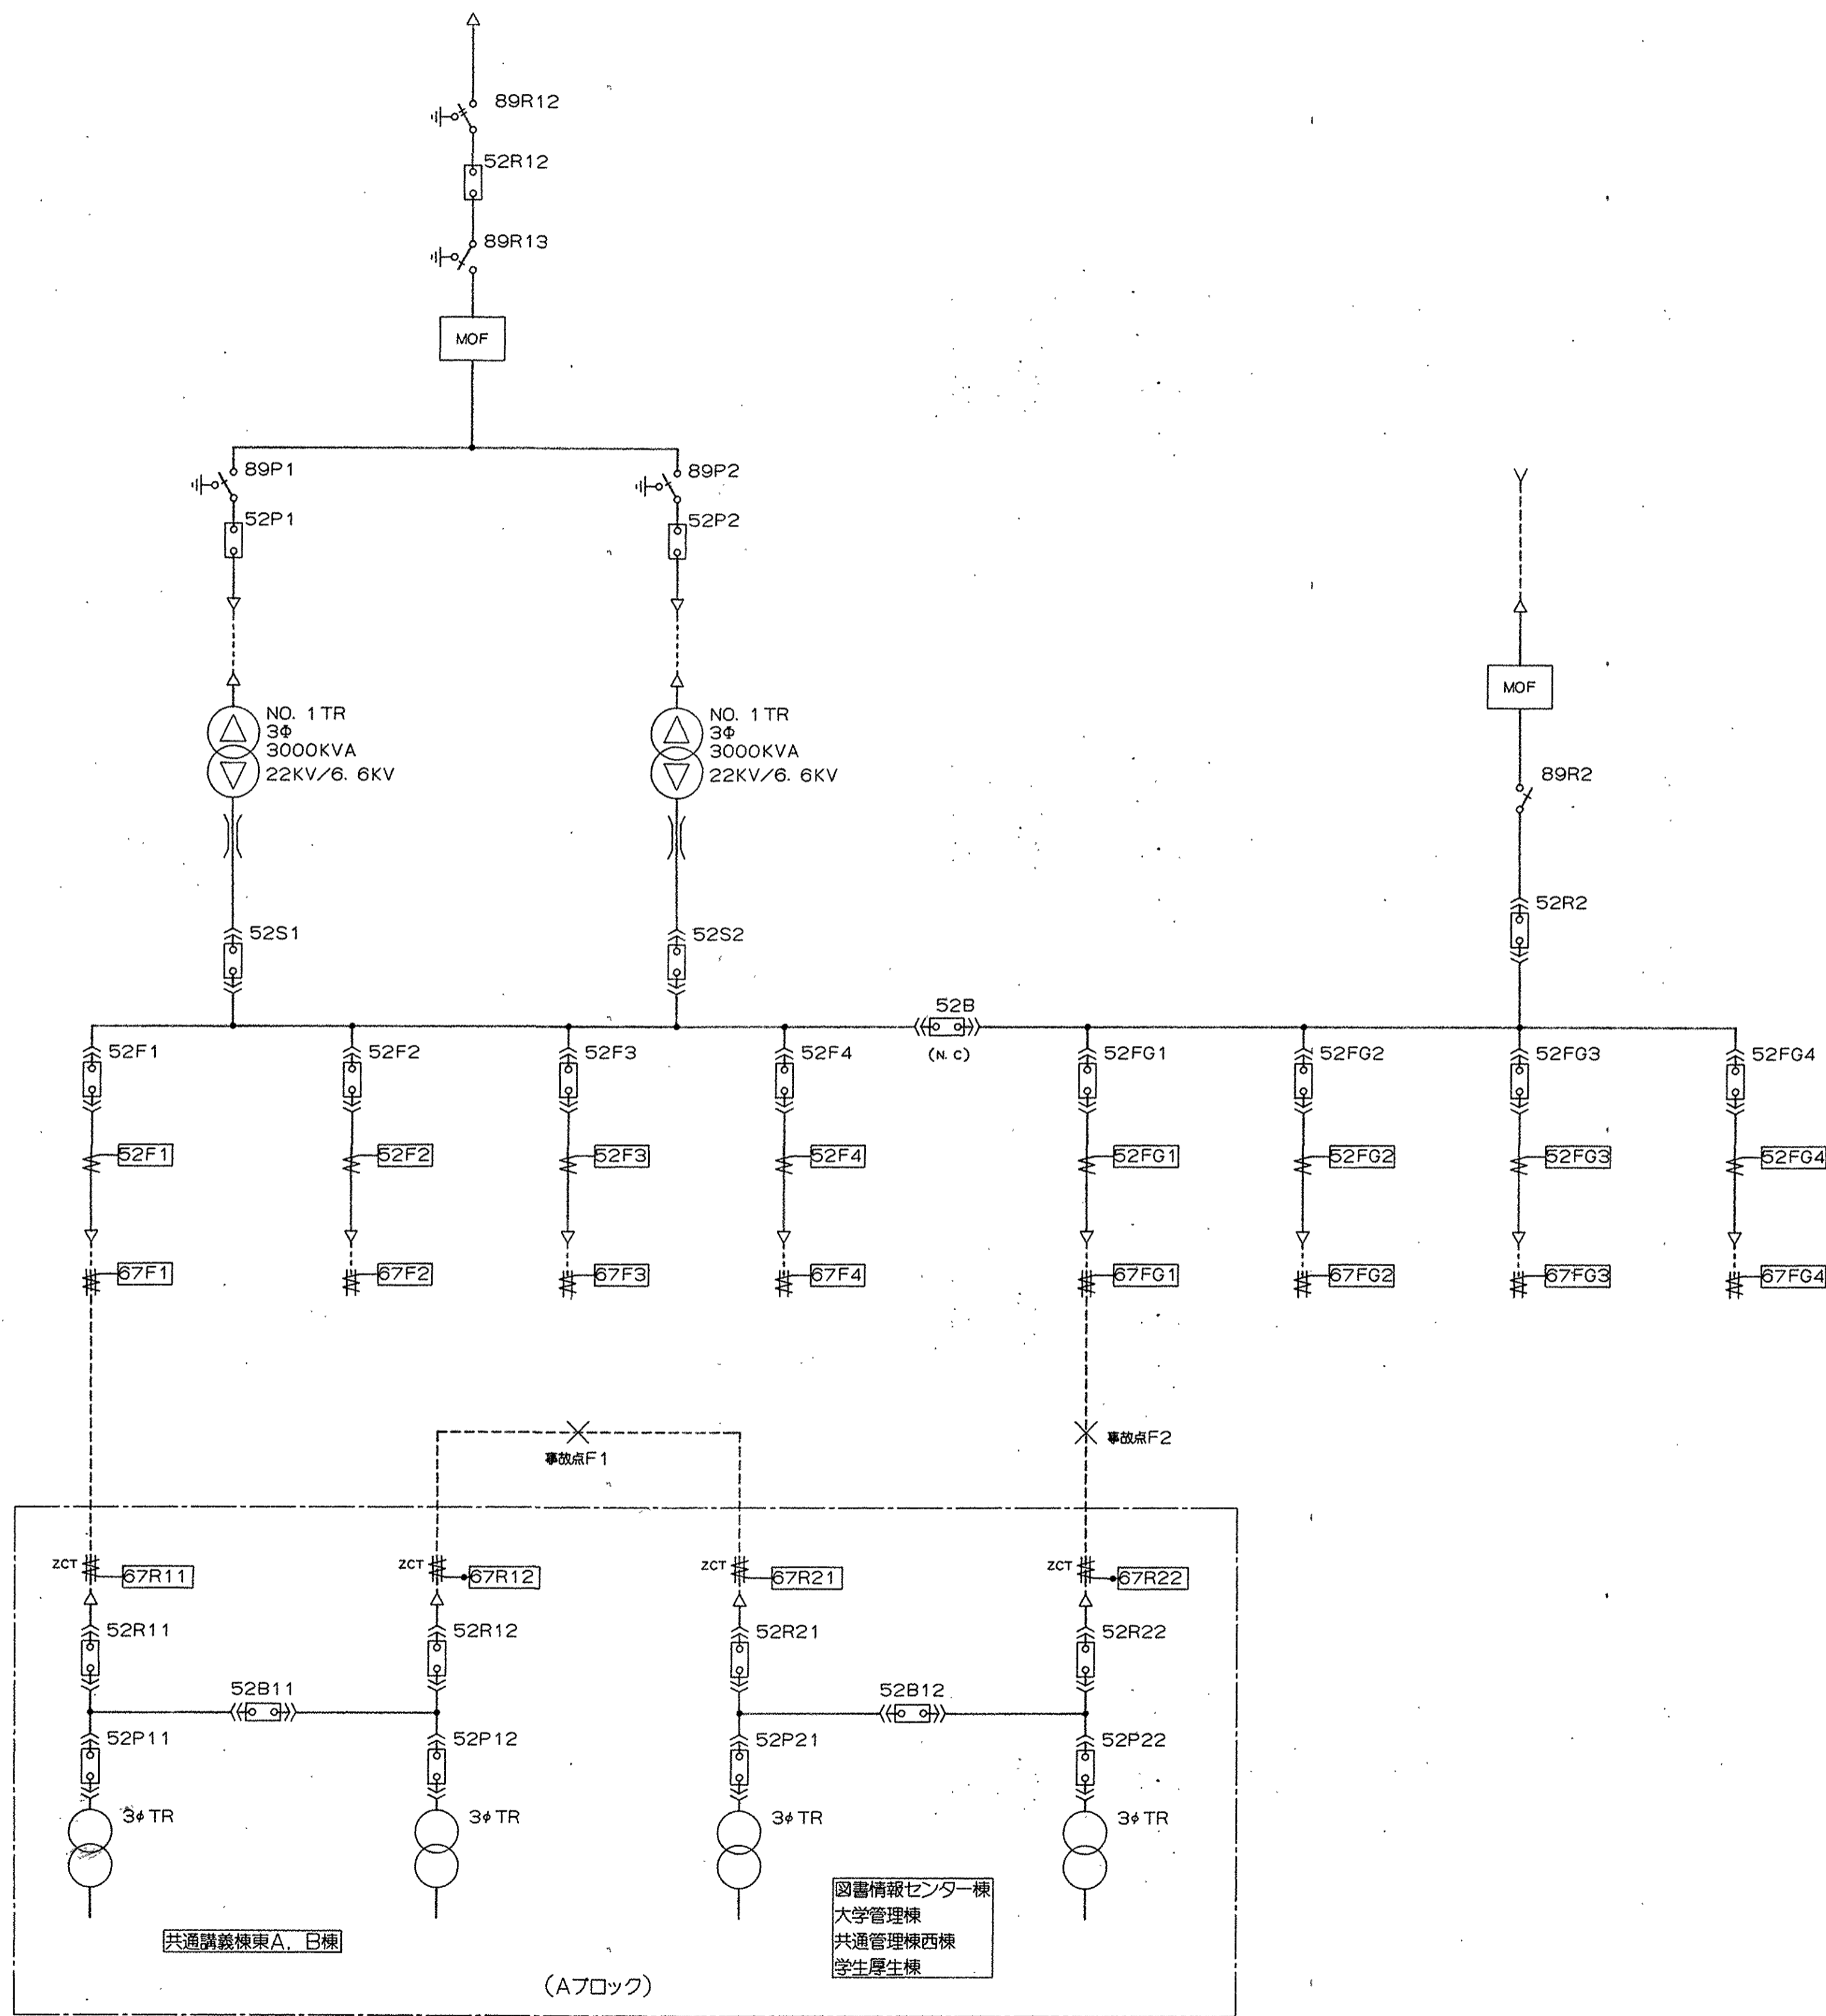 89R12
52R12
89R13
MOF
89P1
89P2
52P1
52P2
MOF
NO. 1 TR
3Φ
3000KVA
22KV/6. 6KV
NO. 1 TR
3Φ
3000KVA
22KV/6. 6KV
89R2
52R2
52S1
52S2
52B
(N. C)
52F1
52F2
52F3
52F4
52FG1
52FG2
52FG3
52FG4
52F1
52F2
52F3
52F4
52FG1
52FG2
52FG3
52FG4
67F1
67F2
67F3
67F4
67FG1
67FG2
67FG3
67FG4
事故点F1
事故点F2
ZCT
67R11
ZCT
67R12
ZCT
67R21
ZCT
67R22
52R11
52R12
52R21
52R22
52B11
52B12
52P11
52P12
52P21
52P22
3φTR
3φTR
3φTR
3φTR
共通講義棟東A, B棟
図書情報センター棟
大学管理棟
共通管理棟西棟
学生厚生棟
(Aブロック)